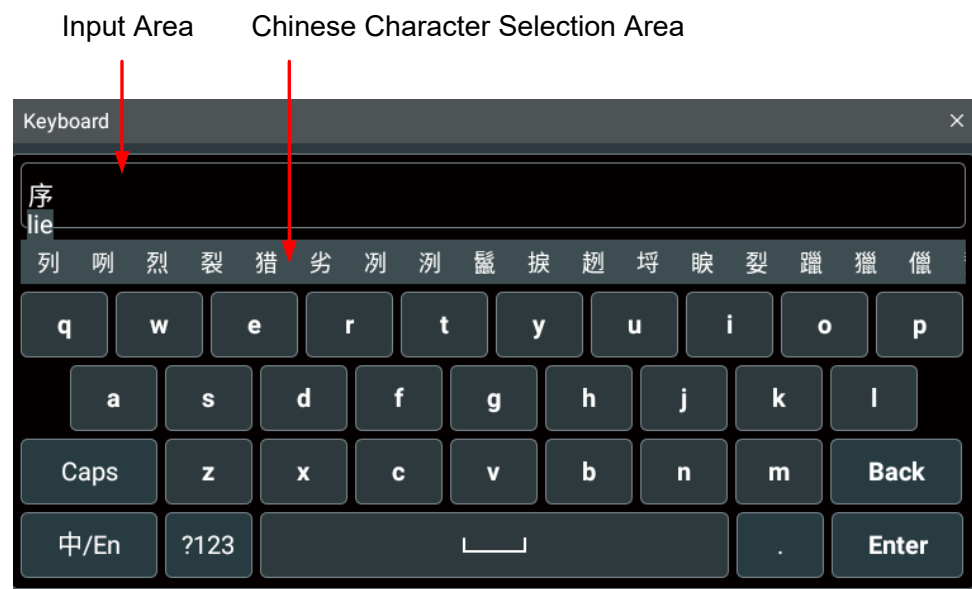 Input Area Chinese Character Selection Area
Keyboard ×
序
lie
列 咧 烈 裂 猎 劣 冽 洌 鬣 捩 趔 埒 睙 挒 躐 獵 儠
q w e r t y u i o p
a s d f g h j k l
Caps z x c v b n m Back
中/En ?123 . Enter